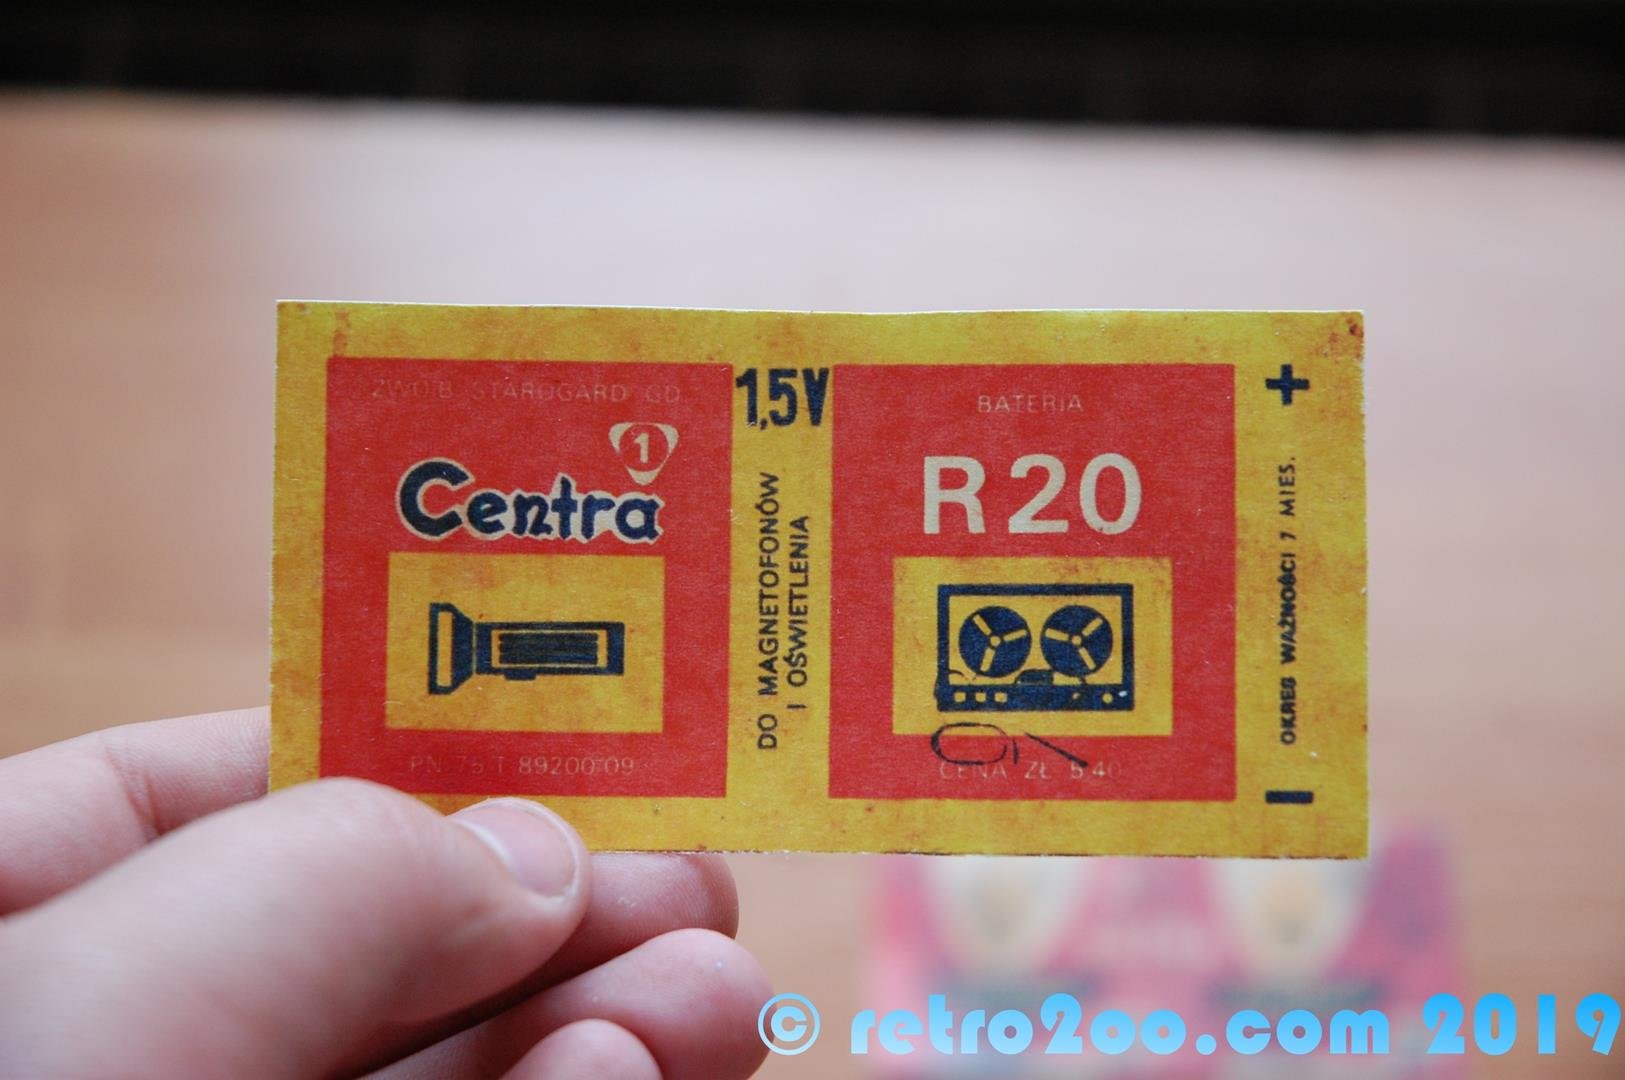 ZWO i B STAROGARD GD.
1
Centra
PN-75 T-89200-09
1,5V
DO MAGNETOFONÓW
I OŚWIETLENIA
BATERIA
R20
CENA ZŁ 5.40
+
OKRES WAŻNOŚCI 7 MIES.
-
© retro2oo.com 2019